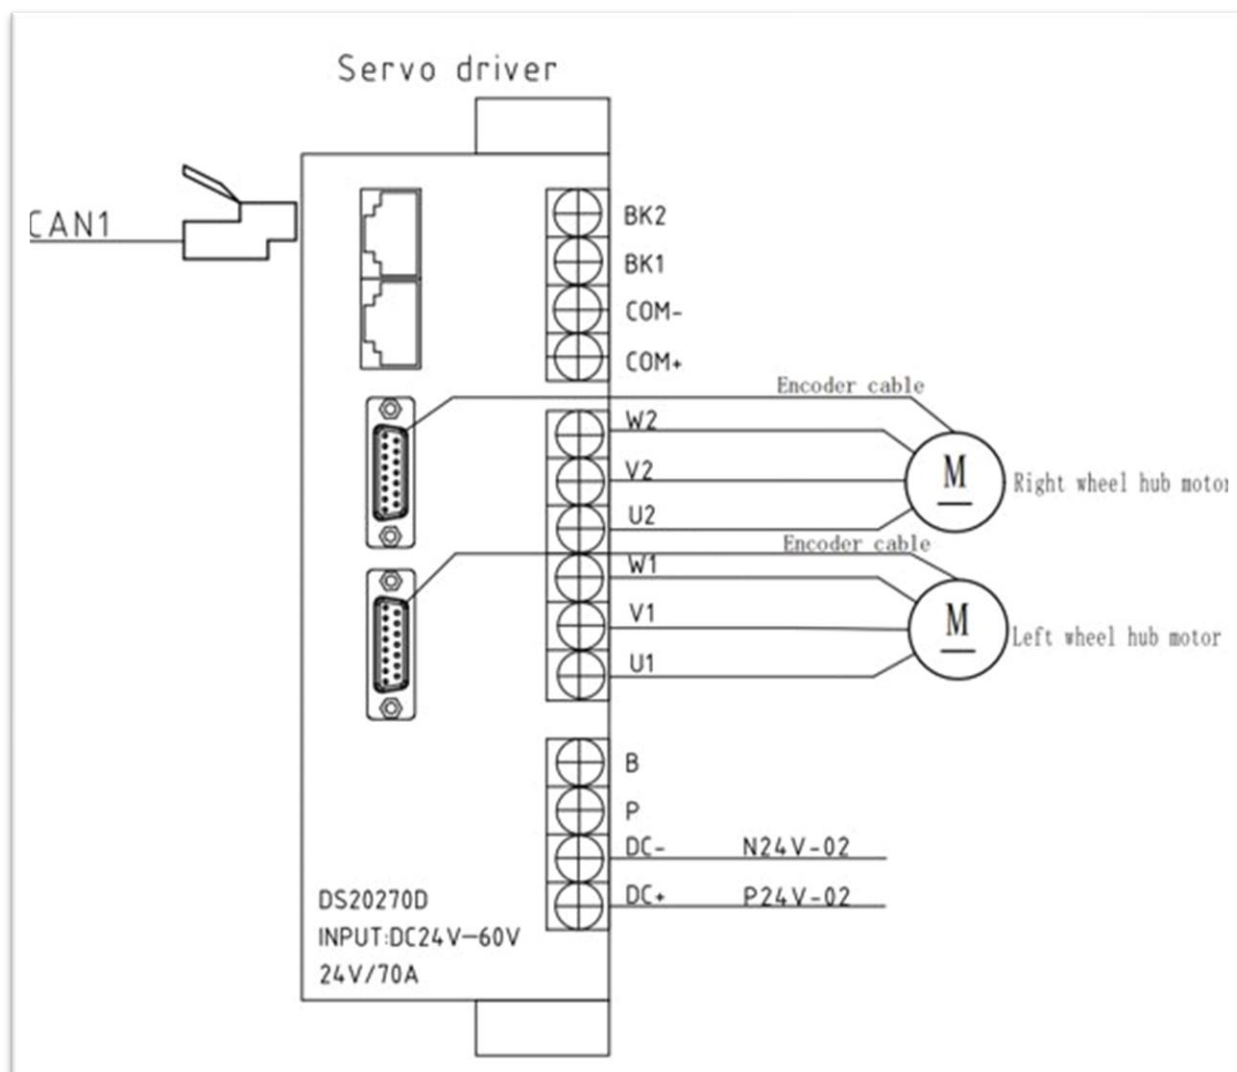 Servo driver
CAN1
BK2
BK1
COM-
COM+
Encoder cable
W2
V2
M
Right wheel hub motor
U2
Encoder cable
W1
V1
M
Left wheel hub motor
U1
B
P
DC- N24V-02
DC+ P24V-02
DS20270D
INPUT:DC24V-60V
24V/70A